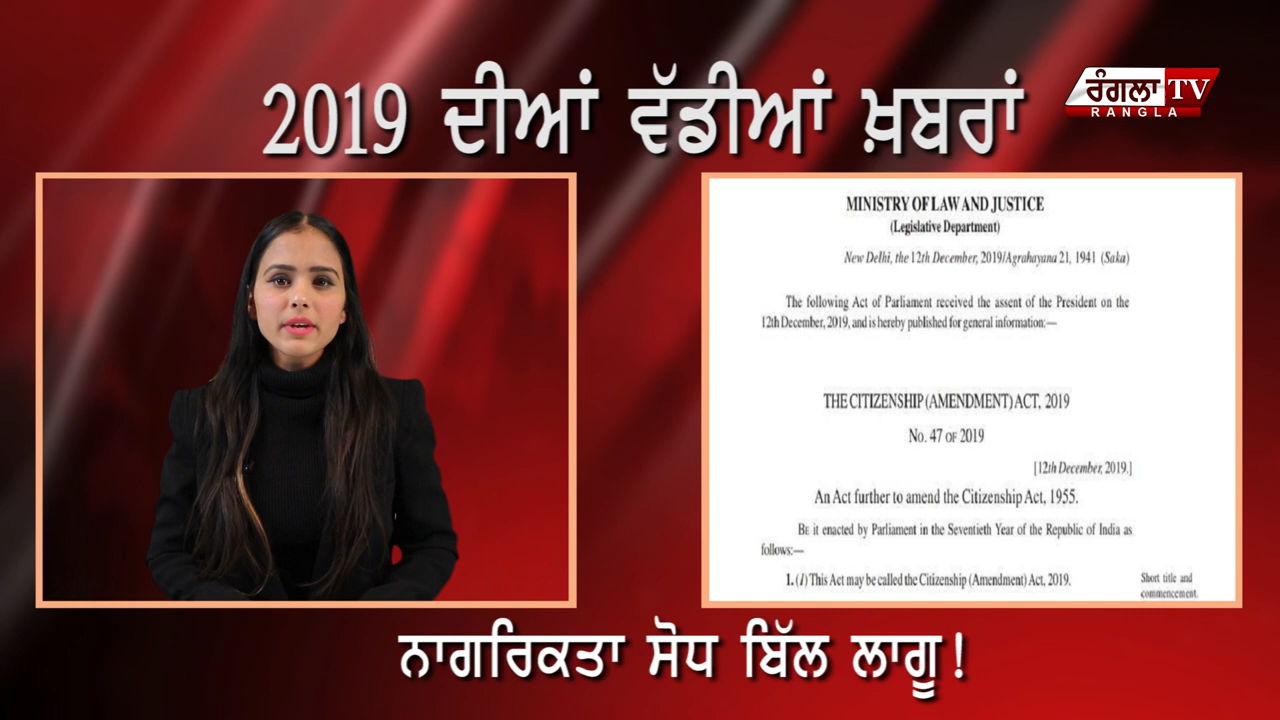 2019 ਦੀਆਂ ਵੱਡੀਆਂ ਖ਼ਬਰਾਂ
ਰੰਗਲਾ TV
RANGLA
MINISTRY OF LAW AND JUSTICE
(Legislative Department)
New Delhi, the 12th December, 2019/Agrahayana 21, 1941 (Saka)
The following Act of Parliament received the assent of the President on the
12th December, 2019, and is hereby published for general information:—
THE CITIZENSHIP (AMENDMENT) ACT, 2019
No. 47 OF 2019
[12th December, 2019.]
An Act further to amend the Citizenship Act, 1955.
BE it enacted by Parliament in the Seventieth Year of the Republic of India as
follows:—
1. (1) This Act may be called the Citizenship (Amendment) Act, 2019.
Short title and
commencement.
ਨਾਗਰਿਕਤਾ ਸੋਧ ਬਿੱਲ ਲਾਗੂ!